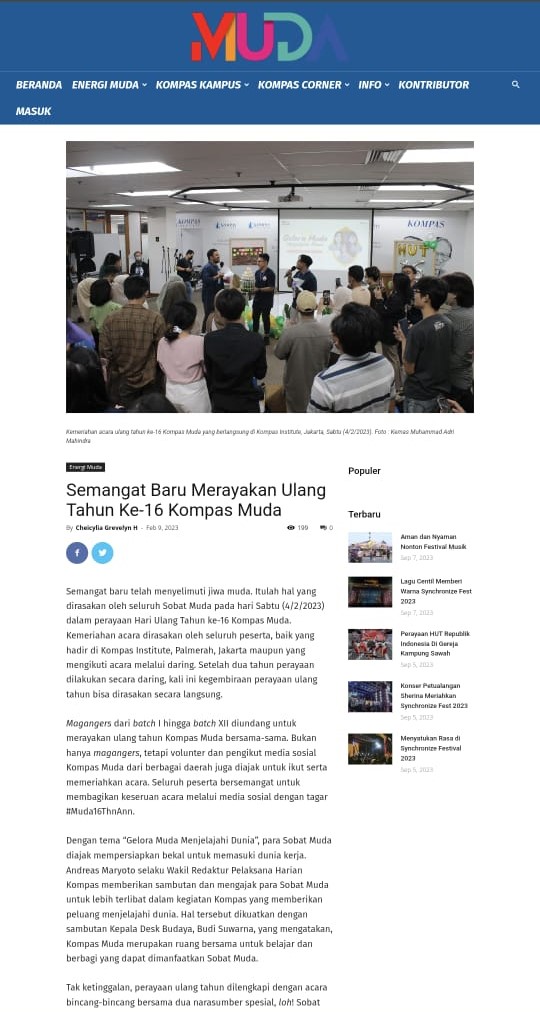 MUDA
BERANDA ENERGI MUDA KOMPAS KAMPUS KOMPAS CORNER INFO KONTRIBUTOR
MASUK
KOMPAS
KOMPAS
Gelora Muda
HUT
Kemeriahan acara ulang tahun ke-16 Kompas Muda yang berlangsung di Kompas Institute, Jakarta, Sabtu (4/2/2023). Foto : Kemas Muhammad Adri
Mahindra
Energi Muda
Semangat Baru Merayakan Ulang
Tahun Ke-16 Kompas Muda
By Cheicylia Grevelyn H - Feb 9, 2023 199 0
Semangat baru telah menyelimuti jiwa muda. Itulah hal yang
dirasakan oleh seluruh Sobat Muda pada hari Sabtu (4/2/2023)
dalam perayaan Hari Ulang Tahun ke-16 Kompas Muda.
Kemeriahan acara dirasakan oleh seluruh peserta, baik yang
hadir di Kompas Institute, Palmerah, Jakarta maupun yang
mengikuti acara melalui daring. Setelah dua tahun perayaan
dilakukan secara daring, kali ini kegembiraan perayaan ulang
tahun bisa dirasakan secara langsung.
Magangers dari batch I hingga batch XII diundang untuk
merayakan ulang tahun Kompas Muda bersama-sama. Bukan
hanya magangers, tetapi volunter dan pengikut media sosial
Kompas Muda dari berbagai daerah juga diajak untuk ikut serta
memeriahkan acara. Seluruh peserta bersemangat untuk
membagikan keseruan acara melalui media sosial dengan tagar
#Muda16ThnAnn.
Dengan tema “Gelora Muda Menjelajahi Dunia”, para Sobat Muda
diajak mempersiapkan bekal untuk memasuki dunia kerja.
Andreas Maryoto selaku Wakil Redaktur Pelaksana Harian
Kompas memberikan sambutan dan mengajak para Sobat Muda
untuk lebih terlibat dalam kegiatan Kompas yang memberikan
peluang menjelajahi dunia. Hal tersebut dikuatkan dengan
sambutan Kepala Desk Budaya, Budi Suwarna, yang mengatakan,
Kompas Muda merupakan ruang bersama untuk belajar dan
berbagi yang dapat dimanfaatkan Sobat Muda.
Tak ketinggalan, perayaan ulang tahun dilengkapi dengan acara
bincang-bincang bersama dua narasumber spesial, loh! Sobat
Populer
Terbaru
Aman dan Nyaman
Nonton Festival Musik
Sep 7, 2023
Lagu Centil Memberi
Warna Synchronize Fest
2023
Sep 7, 2023
Perayaan HUT Republik
Indonesia Di Gereja
Kampung Sawah
Sep 5, 2023
Konser Petualangan
Sherina Meriahkan
Synchronize Fest 2023
Sep 5, 2023
Menyatukan Rasa di
Synchronize Festival
2023
Sep 5, 2023